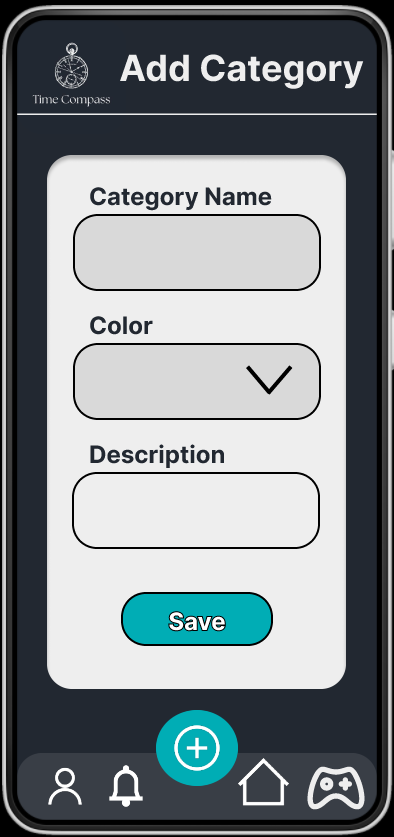 Add Category
Time Compass
Category Name
Color
Description
Save